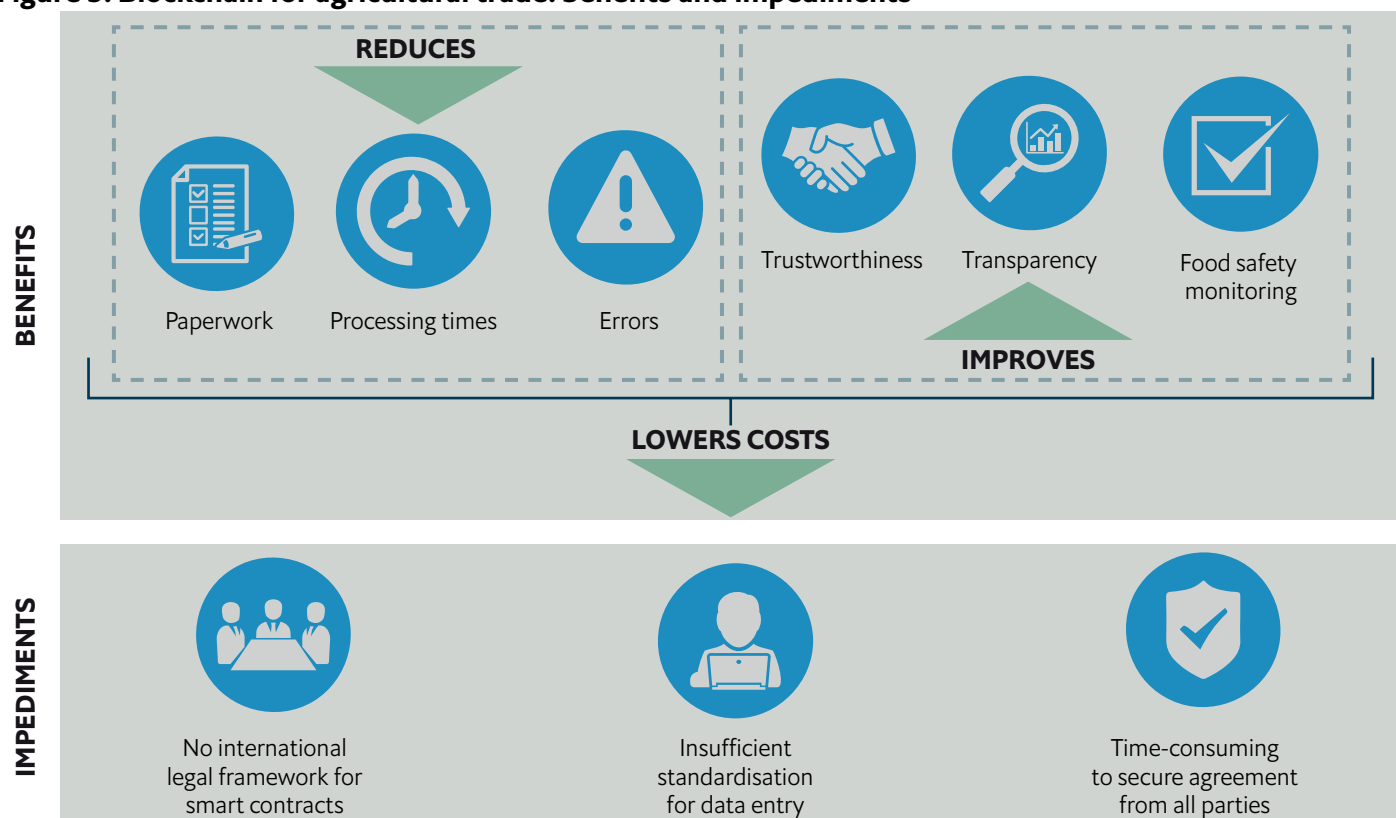 BENEFITS
REDUCES
Paperwork
Processing times
Errors
Trustworthiness
Transparency
Food safety
monitoring
IMPROVES
LOWERS COSTS
IMPEDIMENTS
No international
legal framework for
smart contracts
Insufficient
standardisation
for data entry
Time-consuming
to secure agreement
from all parties